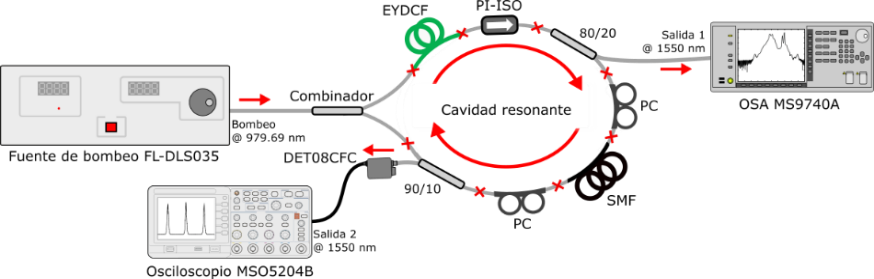 EYDCF
PI-ISO
80/20
Salida 1
@ 1550 nm
OSA MS9740A
Combinador
Cavidad resonante
PC
Bombeo
@ 979.69 nm
Fuente de bombeo FL-DLS035
DET08CFC
90/10
SMF
PC
Salida 2
@ 1550 nm
Osciloscopio MSO5204B